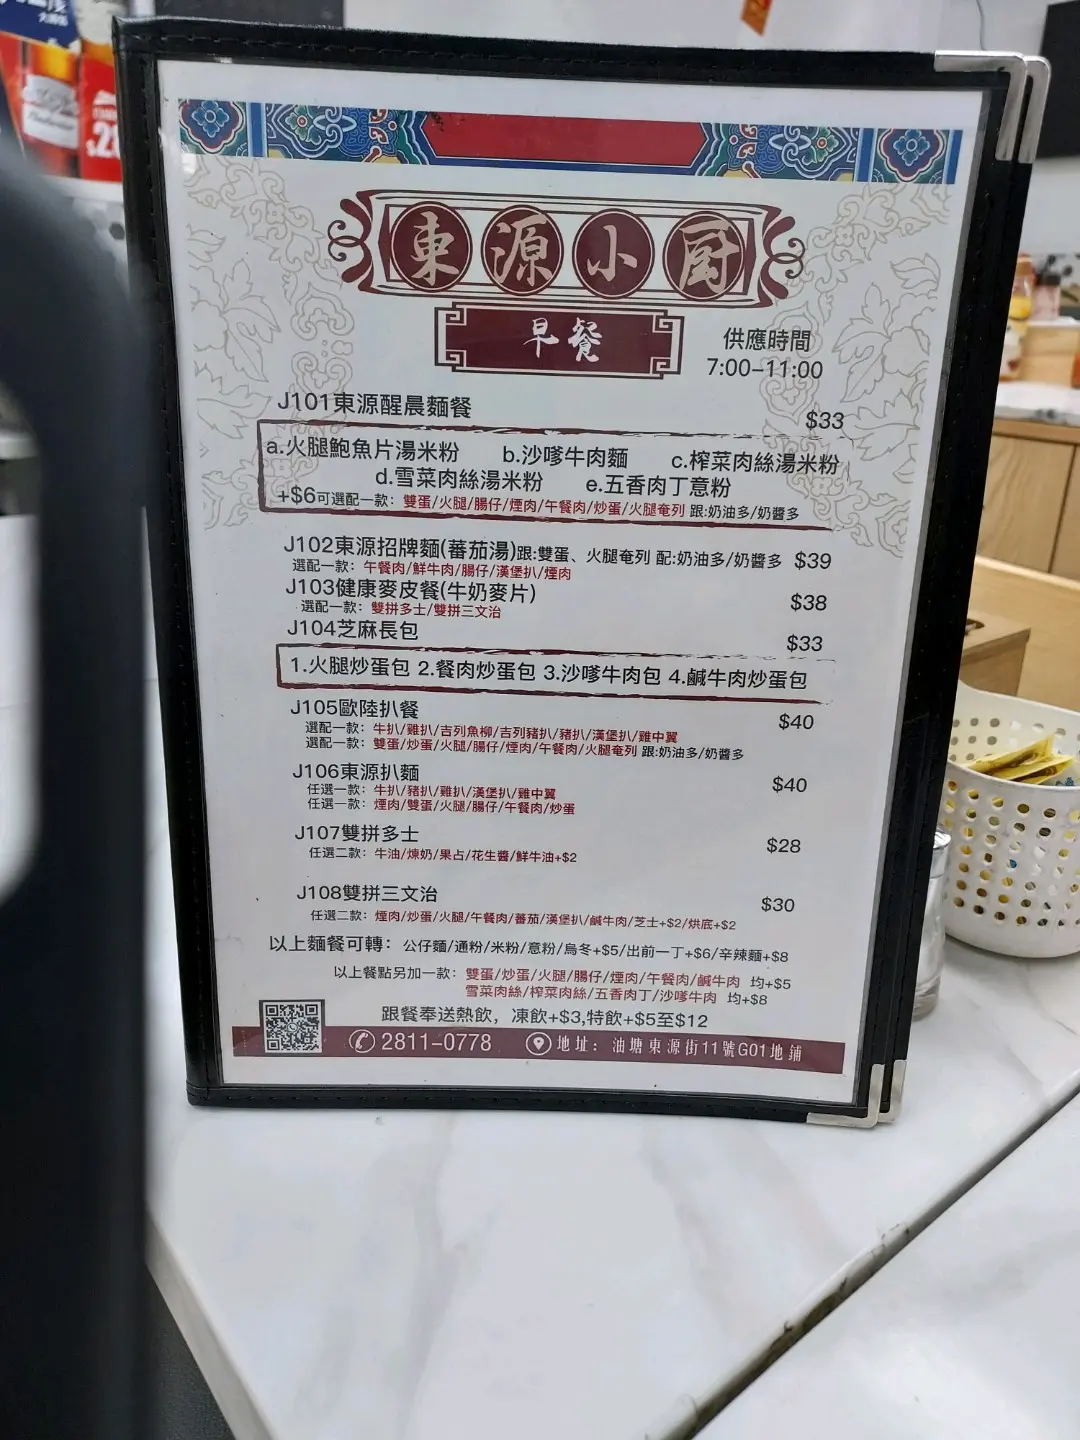 東源小厨
早餐
供應時間
7:00-11:00
J101東源醒晨麵餐 $33
a.火腿鮑魚片湯米粉 b.沙嗲牛肉麵 c.榨菜肉絲湯米粉
d.雪菜肉絲湯米粉 e.五香肉丁意粉
+$6可選配一款: 雙蛋/火腿/腸仔/煙肉/午餐肉/炒蛋/火腿奄列 跟:奶油多/奶醬多
J102東源招牌麵(蕃茄湯)跟:雙蛋、火腿奄列 配:奶油多/奶醬多 $39
選配一款: 午餐肉/鮮牛肉/腸仔/漢堡扒/煙肉
J103健康麥皮餐(牛奶麥片) $38
選配一款: 雙拼多士/雙拼三文治
J104芝麻長包 $33
1.火腿炒蛋包 2.餐肉炒蛋包 3.沙嗲牛肉包 4.鹹牛肉炒蛋包
J105歐陸扒餐 $40
選配一款: 牛扒/雞扒/吉列魚柳/吉列豬扒/豬扒/漢堡扒/雞中翼
選配一款: 雙蛋/炒蛋/火腿/腸仔/煙肉/午餐肉/火腿奄列 跟:奶油多/奶醬多
J106東源扒麵 $40
任選一款: 牛扒/豬扒/雞扒/漢堡扒/雞中翼
任選一款: 煙肉/雙蛋/火腿/腸仔/午餐肉/炒蛋
J107雙拼多士 $28
任選二款: 牛油/煉奶/果占/花生醬/鮮牛油+$2
J108雙拼三文治 $30
任選二款: 煙肉/炒蛋/火腿/午餐肉/蕃茄/漢堡扒/鹹牛肉/芝士+$2/烘底+$2
以上麵餐可轉: 公仔麵/通粉/米粉/意粉/烏冬+$5/出前一丁+$6/辛辣麵+$8
以上餐點另加一款: 雙蛋/炒蛋/火腿/腸仔/煙肉/午餐肉/鹹牛肉 均+$5
雪菜肉絲/榨菜肉絲/五香肉丁/沙嗲牛肉 均+$8
跟餐奉送熱飲, 凍飲+$3,特飲+$5至$12
2811-0778 地址: 油塘東源街11號G01地鋪